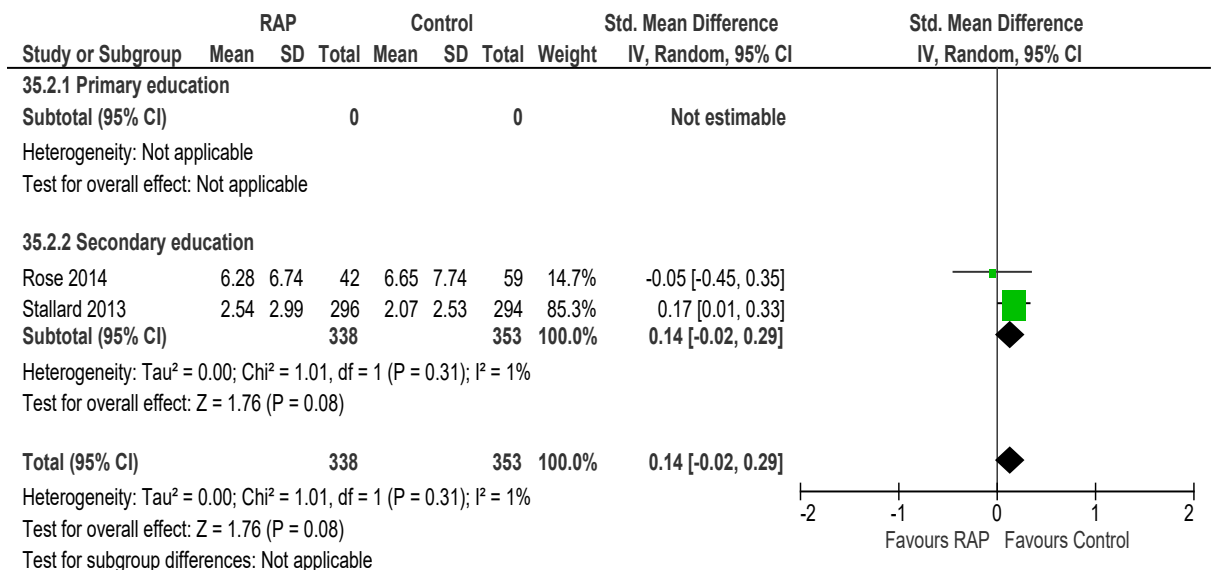 RAP Control Std. Mean Difference Std. Mean Difference
Study or Subgroup Mean SD Total Mean SD Total Weight IV, Random, 95% CI IV, Random, 95% CI
35.2.1 Primary education
Subtotal (95% CI) 0 0 Not estimable
Heterogeneity: Not applicable
Test for overall effect: Not applicable
35.2.2 Secondary education
Rose 2014 6.28 6.74 42 6.65 7.74 59 14.7% -0.05 [-0.45, 0.35]
Stallard 2013 2.54 2.99 296 2.07 2.53 294 85.3% 0.17 [0.01, 0.33]
Subtotal (95% CI) 338 353 100.0% 0.14 [-0.02, 0.29]
Heterogeneity: Tau² = 0.00; Chi² = 1.01, df = 1 (P = 0.31); I² = 1%
Test for overall effect: Z = 1.76 (P = 0.08)
Total (95% CI) 338 353 100.0% 0.14 [-0.02, 0.29]
Heterogeneity: Tau² = 0.00; Chi² = 1.01, df = 1 (P = 0.31); I² = 1%
Test for overall effect: Z = 1.76 (P = 0.08)
Test for subgroup differences: Not applicable
-2 -1 0 1 2
Favours RAP Favours Control